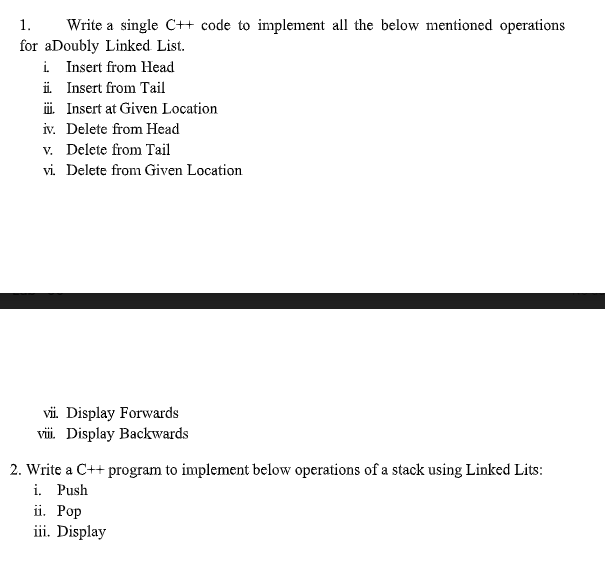 1. Write a single C++ code to implement all the below mentioned operations
for aDoubly Linked List.
i. Insert from Head
ii. Insert from Tail
iii. Insert at Given Location
iv. Delete from Head
v. Delete from Tail
vi. Delete from Given Location
vii. Display Forwards
viii. Display Backwards
2. Write a C++ program to implement below operations of a stack using Linked Lits:
i. Push
ii. Pop
iii. Display